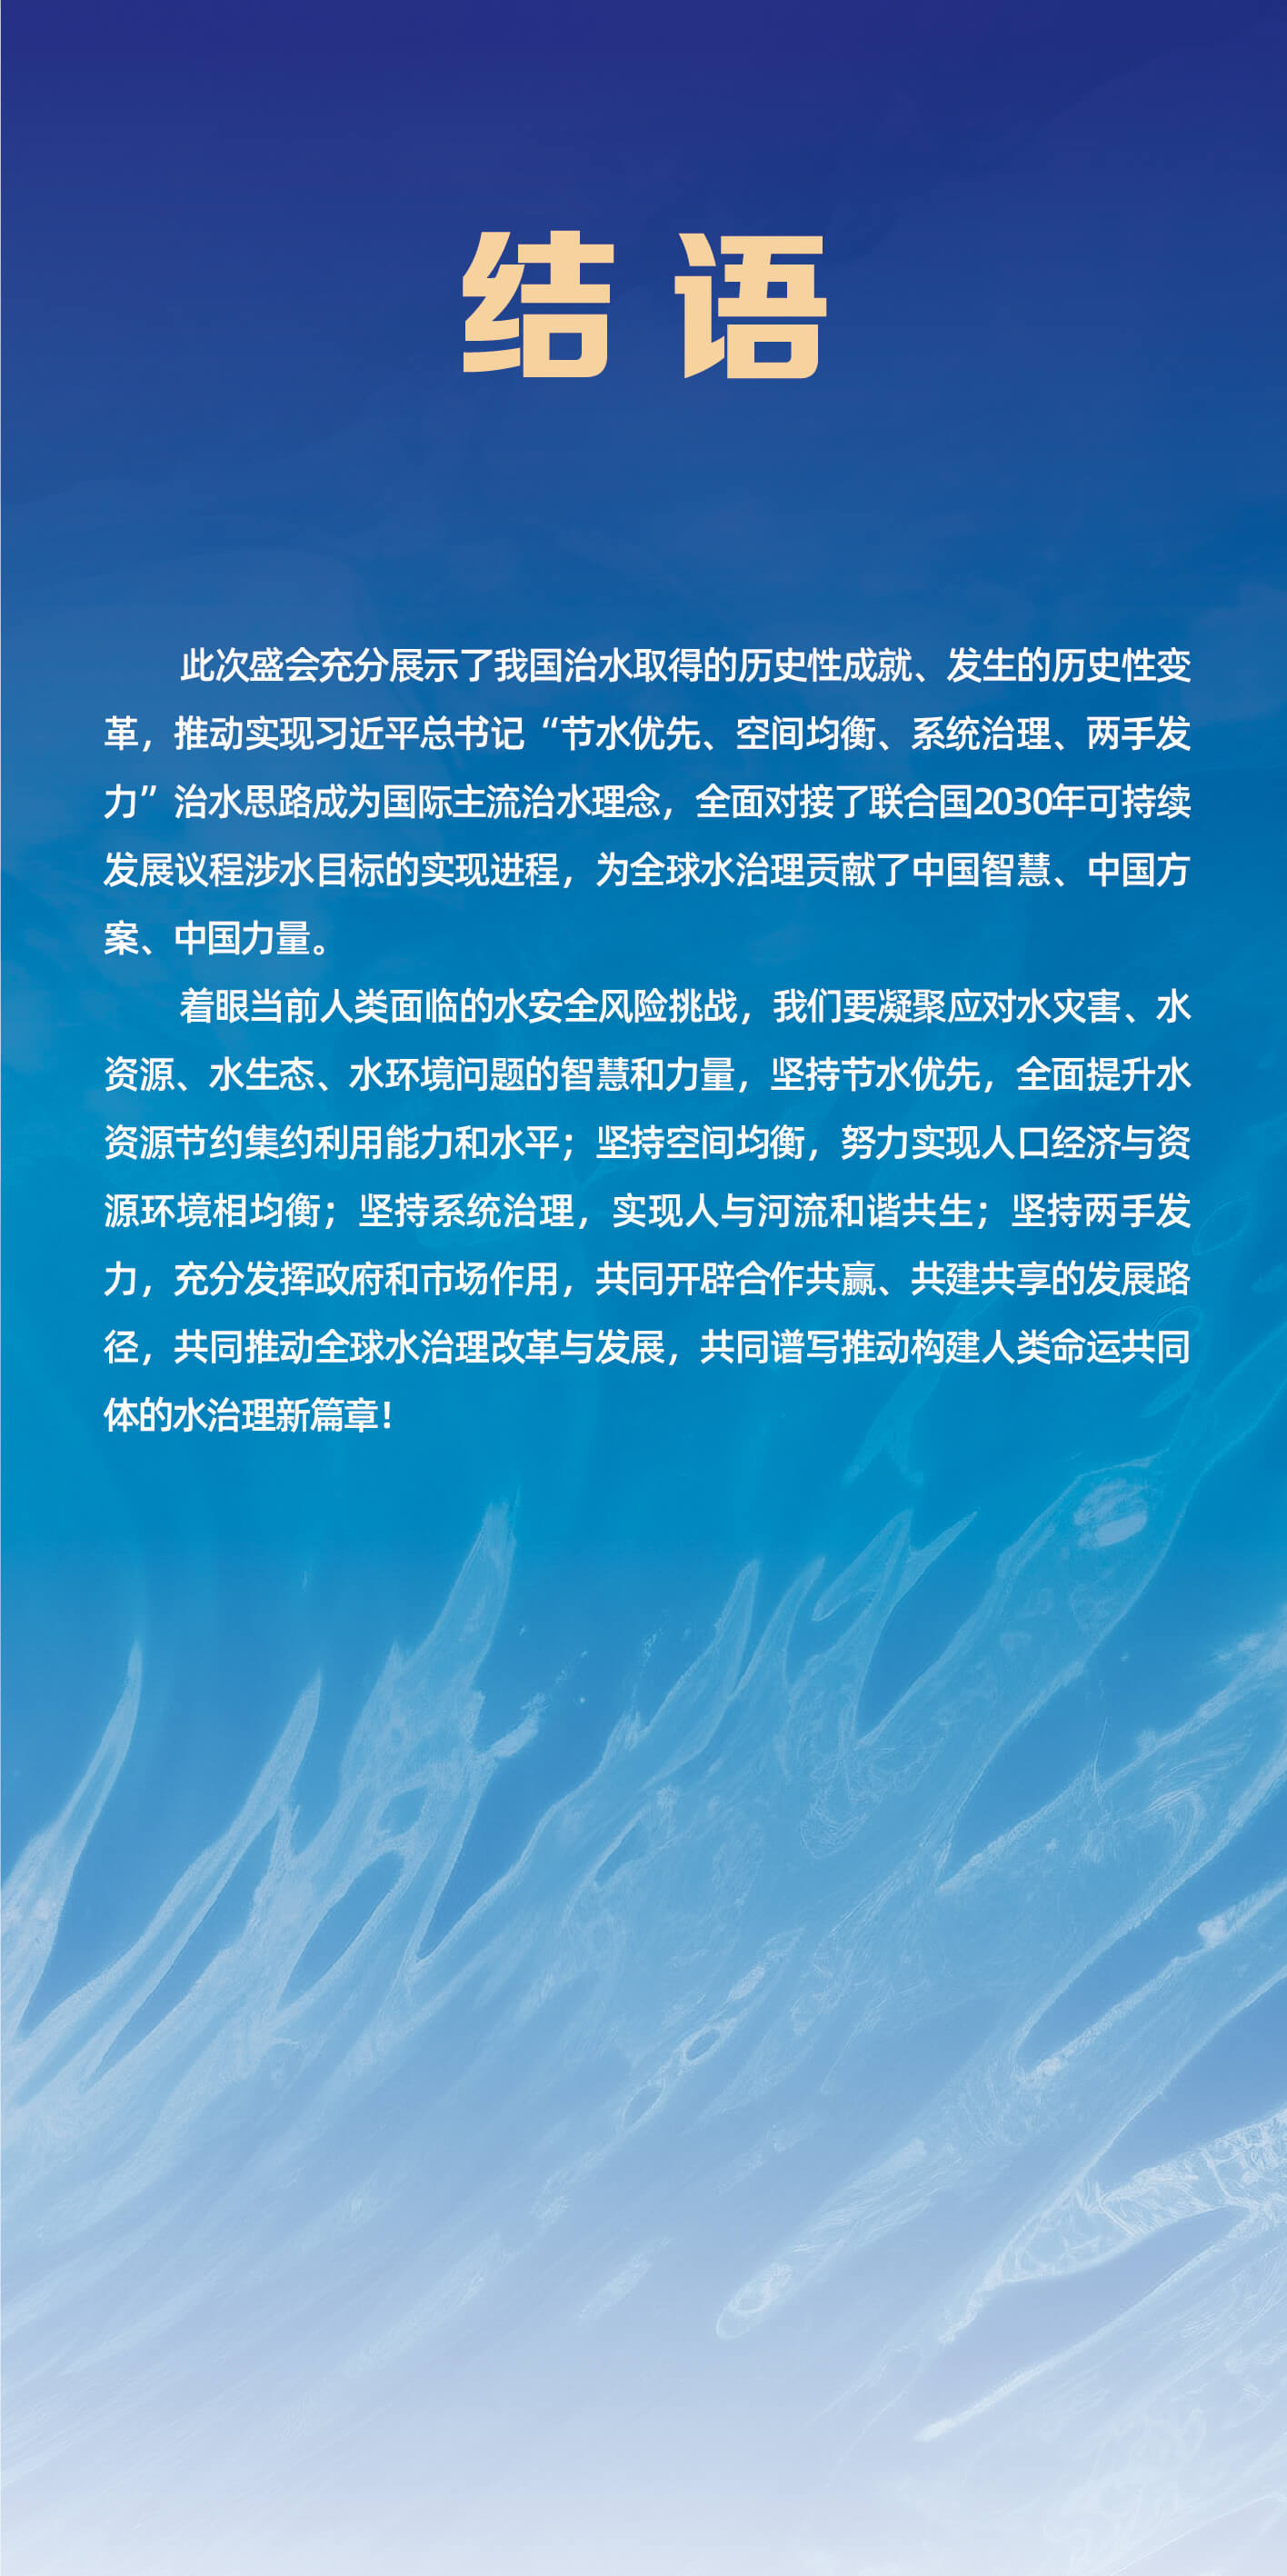 结语
此次盛会充分展示了我国治水取得的历史性成就、发生的历史性变
革，推动实现习近平总书记“节水优先、空间均衡、系统治理、两手发
力”治水思路成为国际主流治水理念，全面对接了联合国2030年可持续
发展议程涉水目标的实现进程，为全球水治理贡献了中国智慧、中国方
案、中国力量。
着眼当前人类面临的水安全风险挑战，我们要凝聚应对水灾害、水
资源、水生态、水环境问题的智慧和力量，坚持节水优先，全面提升水
资源节约集约利用能力和水平；坚持空间均衡，努力实现人口经济与资
源环境相均衡；坚持系统治理，实现人与河流和谐共生；坚持两手发
力，充分发挥政府和市场作用，共同开辟合作共赢、共建共享的发展路
径，共同推动全球水治理改革与发展，共同谱写推动构建人类命运共同
体的水治理新篇章！